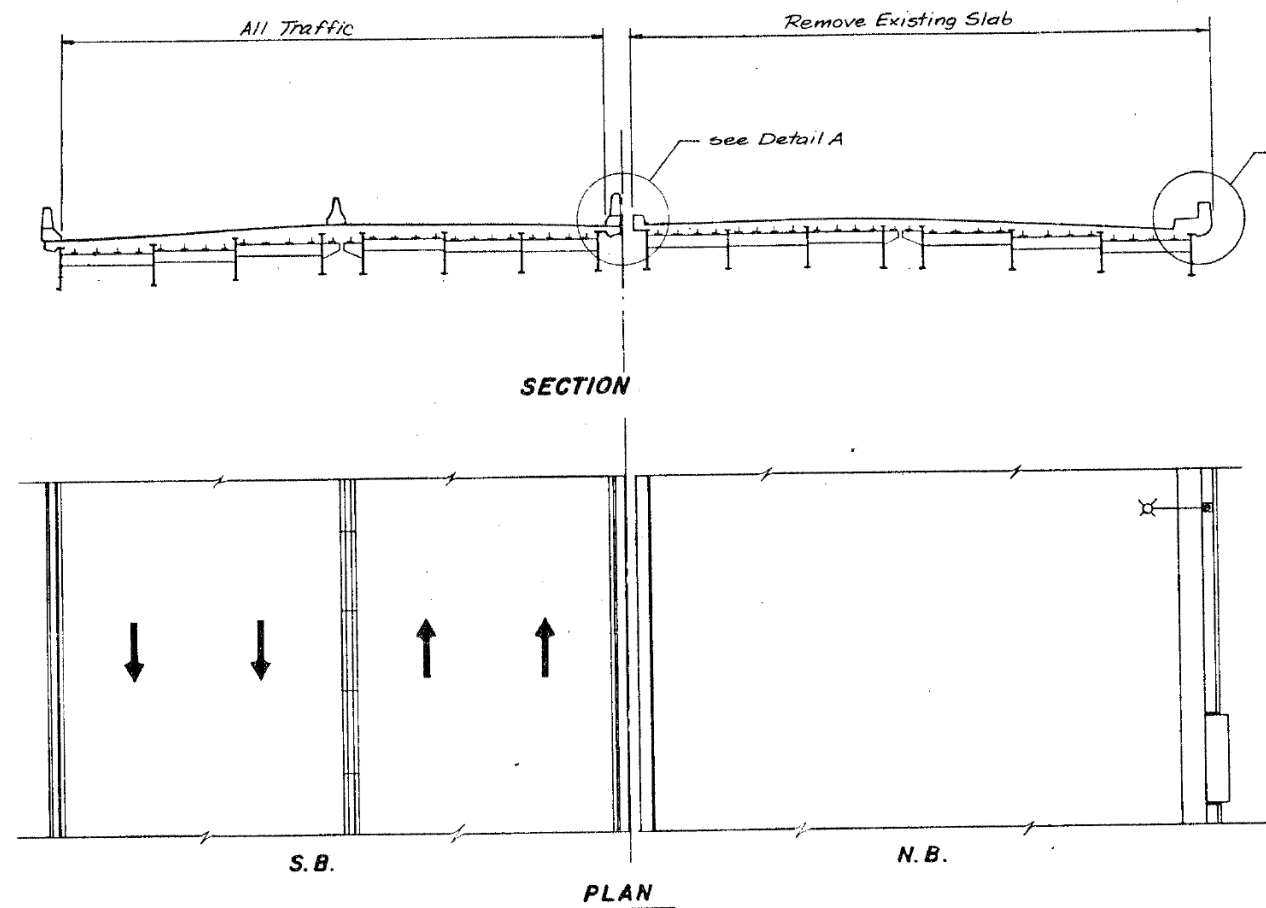 All Traffic
Remove Existing Slab
see Detail A
SECTION
S.B.
N.B.
PLAN